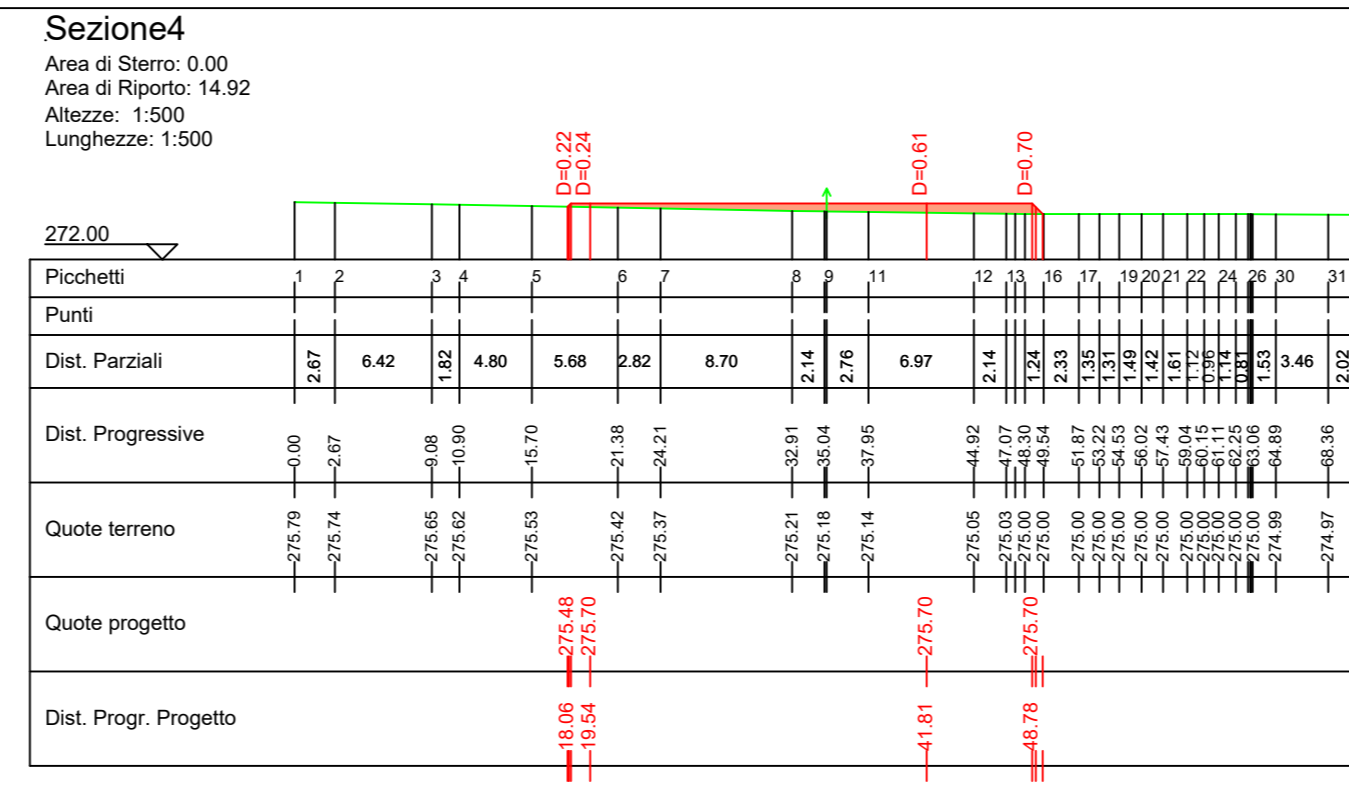 Sezione4
Area di Sterro: 0.00
Area di Riporto: 14.92
Altezze: 1:500
Lunghezze: 1:500
D=0.22 D=0.24 D=0.61 D=0.70
272.00
Picchetti 1 2 3 4 5 6 7 8 9 11 12 13 16 17 19 20 21 22 24 26 30 31
Punti
Dist. Parziali 2.67 6.42 1.82 4.80 5.68 2.82 8.70 2.14 2.76 6.97 2.14 1.24 2.33 1.35 1.31 1.49 1.42 1.61 1.12 0.96 1.14 0.81 1.53 3.46 2.02
Dist. Progressive 0.00 2.67 9.08 10.90 15.70 21.38 24.21 32.91 35.04 37.95 44.92 47.07 48.30 49.54 51.87 53.22 54.53 56.02 57.43 59.04 60.15 61.11 62.25 63.06 64.89 68.36
Quote terreno 275.79 275.74 275.65 275.62 275.53 275.42 275.37 275.21 275.18 275.14 275.05 275.03 275.00 275.00 275.00 275.00 275.00 275.00 275.00 275.00 275.00 275.00 275.00 275.00 274.99 274.97
Quote progetto 275.48 275.70 275.70 275.70
Dist. Progr. Progetto 18.06 19.54 41.81 48.78